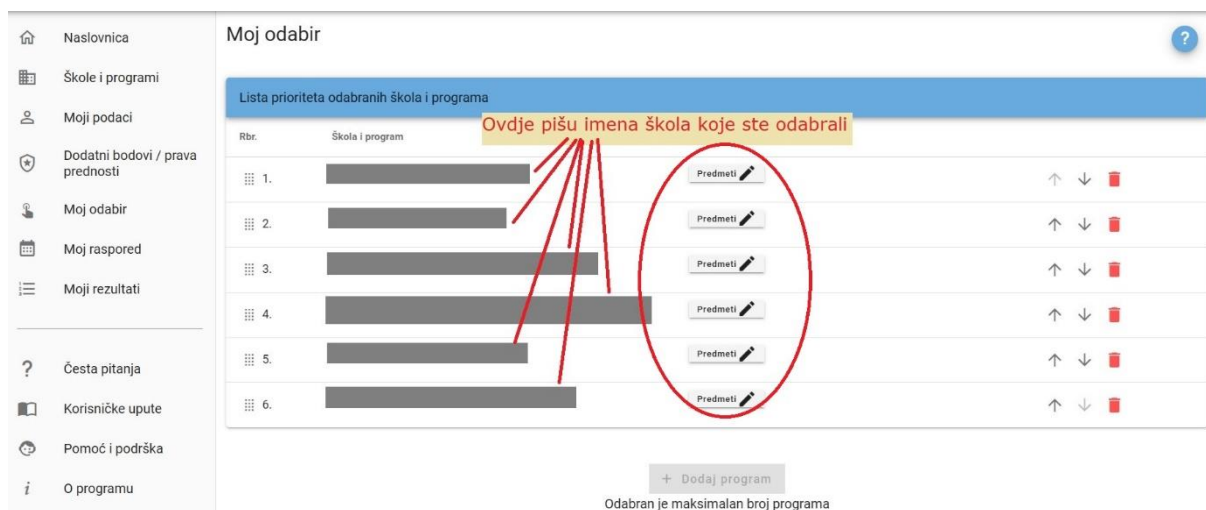 Naslovnica
Škole i programi
Moji podaci
Dodatni bodovi / prava
prednosti
Moj odabir
Moj raspored
Moji rezultati
Česta pitanja
Korisničke upute
Pomoć i podrška
O programu
Moj odabir
?
Lista prioriteta odabranih škola i programa
Ovdje pišu imena škola koje ste odabrali
Rbr. Škola i program
1. Predmeti
2. Predmeti
3. Predmeti
4. Predmeti
5. Predmeti
6. Predmeti
+ Dodaj program
Odabran je maksimalan broj programa